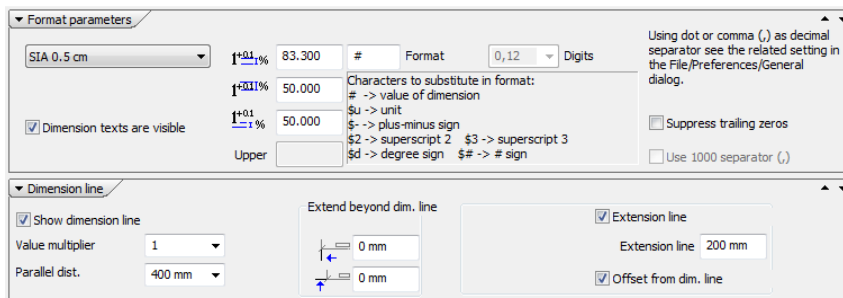 Format parameters
SIA 0.5 cm
83.300
#
Format
0,12
Digits
50.000
50.000
Upper
Dimension texts are visible
Characters to substitute in format:
# -> value of dimension
$u -> unit
$- -> plus-minus sign
$2 -> superscript 2 $3 -> superscript 3
$d -> degree sign $# -> # sign
Using dot or comma (,) as decimal
separator see the related setting in
the File/Preferences/General
dialog.
Suppress trailing zeros
Use 1000 separator (,)
Dimension line
Show dimension line
Value multiplier
1
Parallel dist.
400 mm
Extend beyond dim. line
0 mm
0 mm
Extension line
Extension line
200 mm
Offset from dim. line